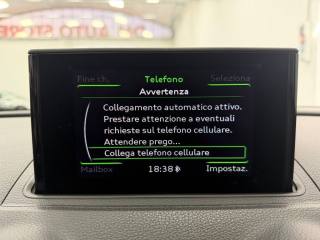 Fine ch. Telefono Seleziona
Avvertenza
Collegamento automatico attivo.
Prestare attenzione a eventuali
richieste sul telefono cellulare.
Attendere prego...
Collega telefono cellulare
Mailbox 18:38 Impostaz.